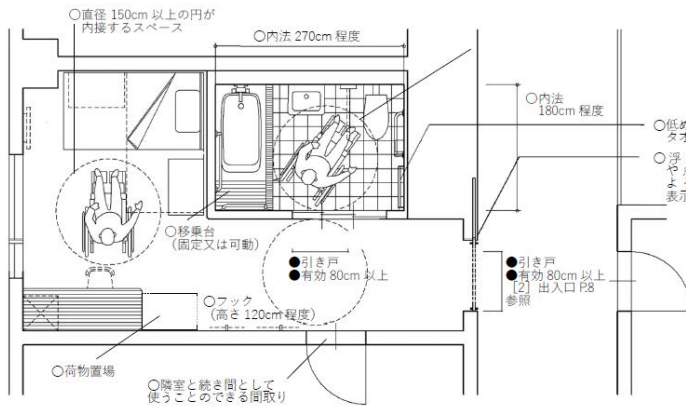 ○直径 150cm 以上の円が
内接するスペース
○内法 270cm 程度
○内法
180cm 程度
○低め
タオ
○浮
や
よ
表示
○移乗台
(固定又は可動)
●引き戸
●有効 80cm 以上
●引き戸
●有効 80cm 以上
[2] 出入口 P.8
参照
○フック
(高さ 120cm 程度)
○荷物置場
○隣室と続き間として
使うことのできる間取り